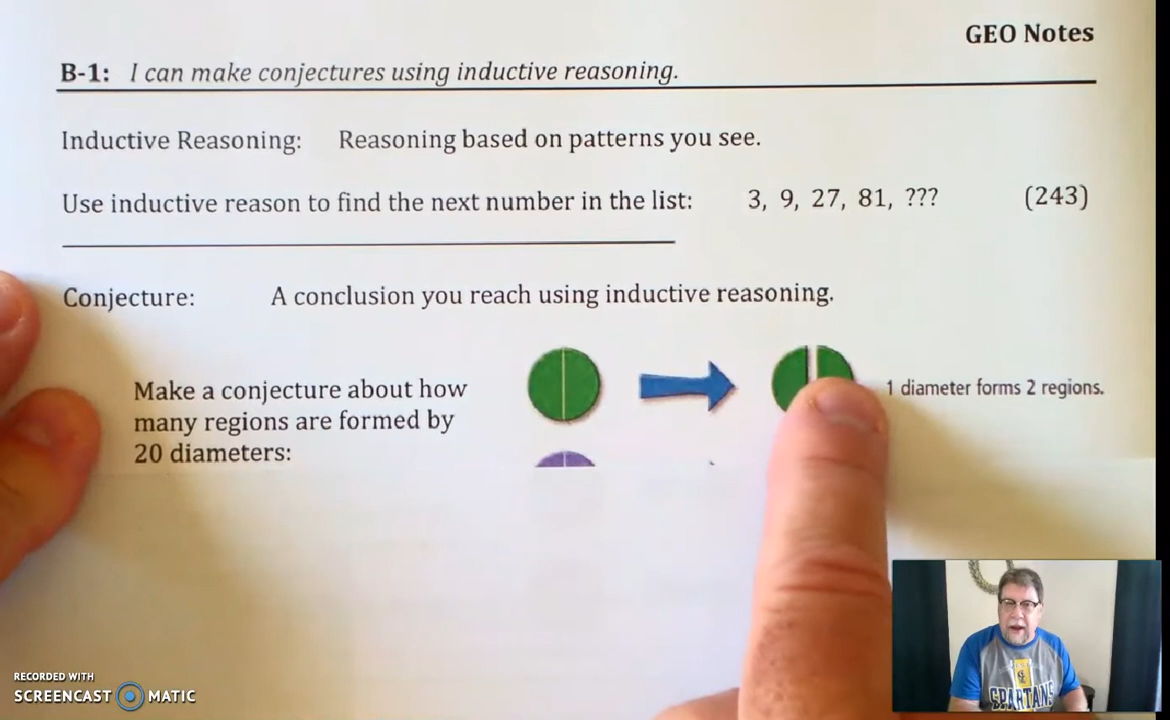 GEO Notes
B-1: I can make conjectures using inductive reasoning.
Inductive Reasoning: Reasoning based on patterns you see.
Use inductive reason to find the next number in the list: 3, 9, 27, 81, ??? (243)
Conjecture: A conclusion you reach using inductive reasoning.
Make a conjecture about how
many regions are formed by
20 diameters:
1 diameter forms 2 regions.
RECORDED WITH
SCREENCAST MATIC
SPARTANS